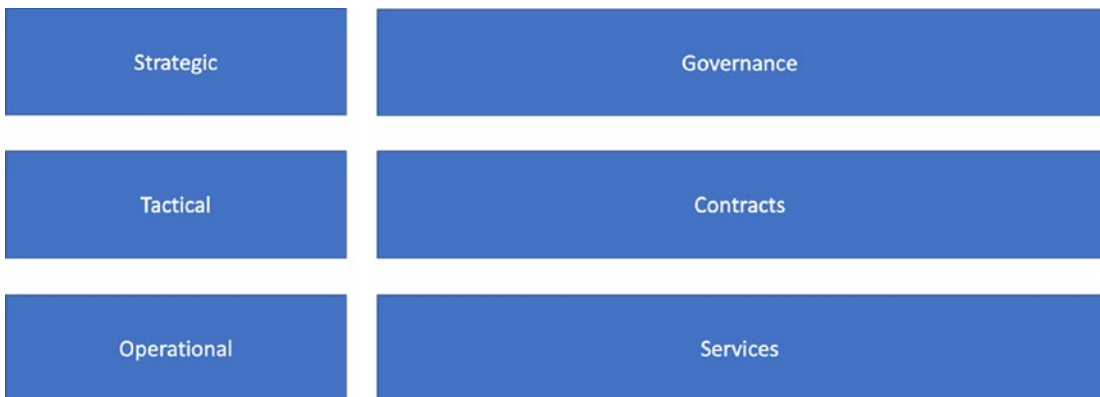 Strategic
Governance
Tactical
Contracts
Operational
Services